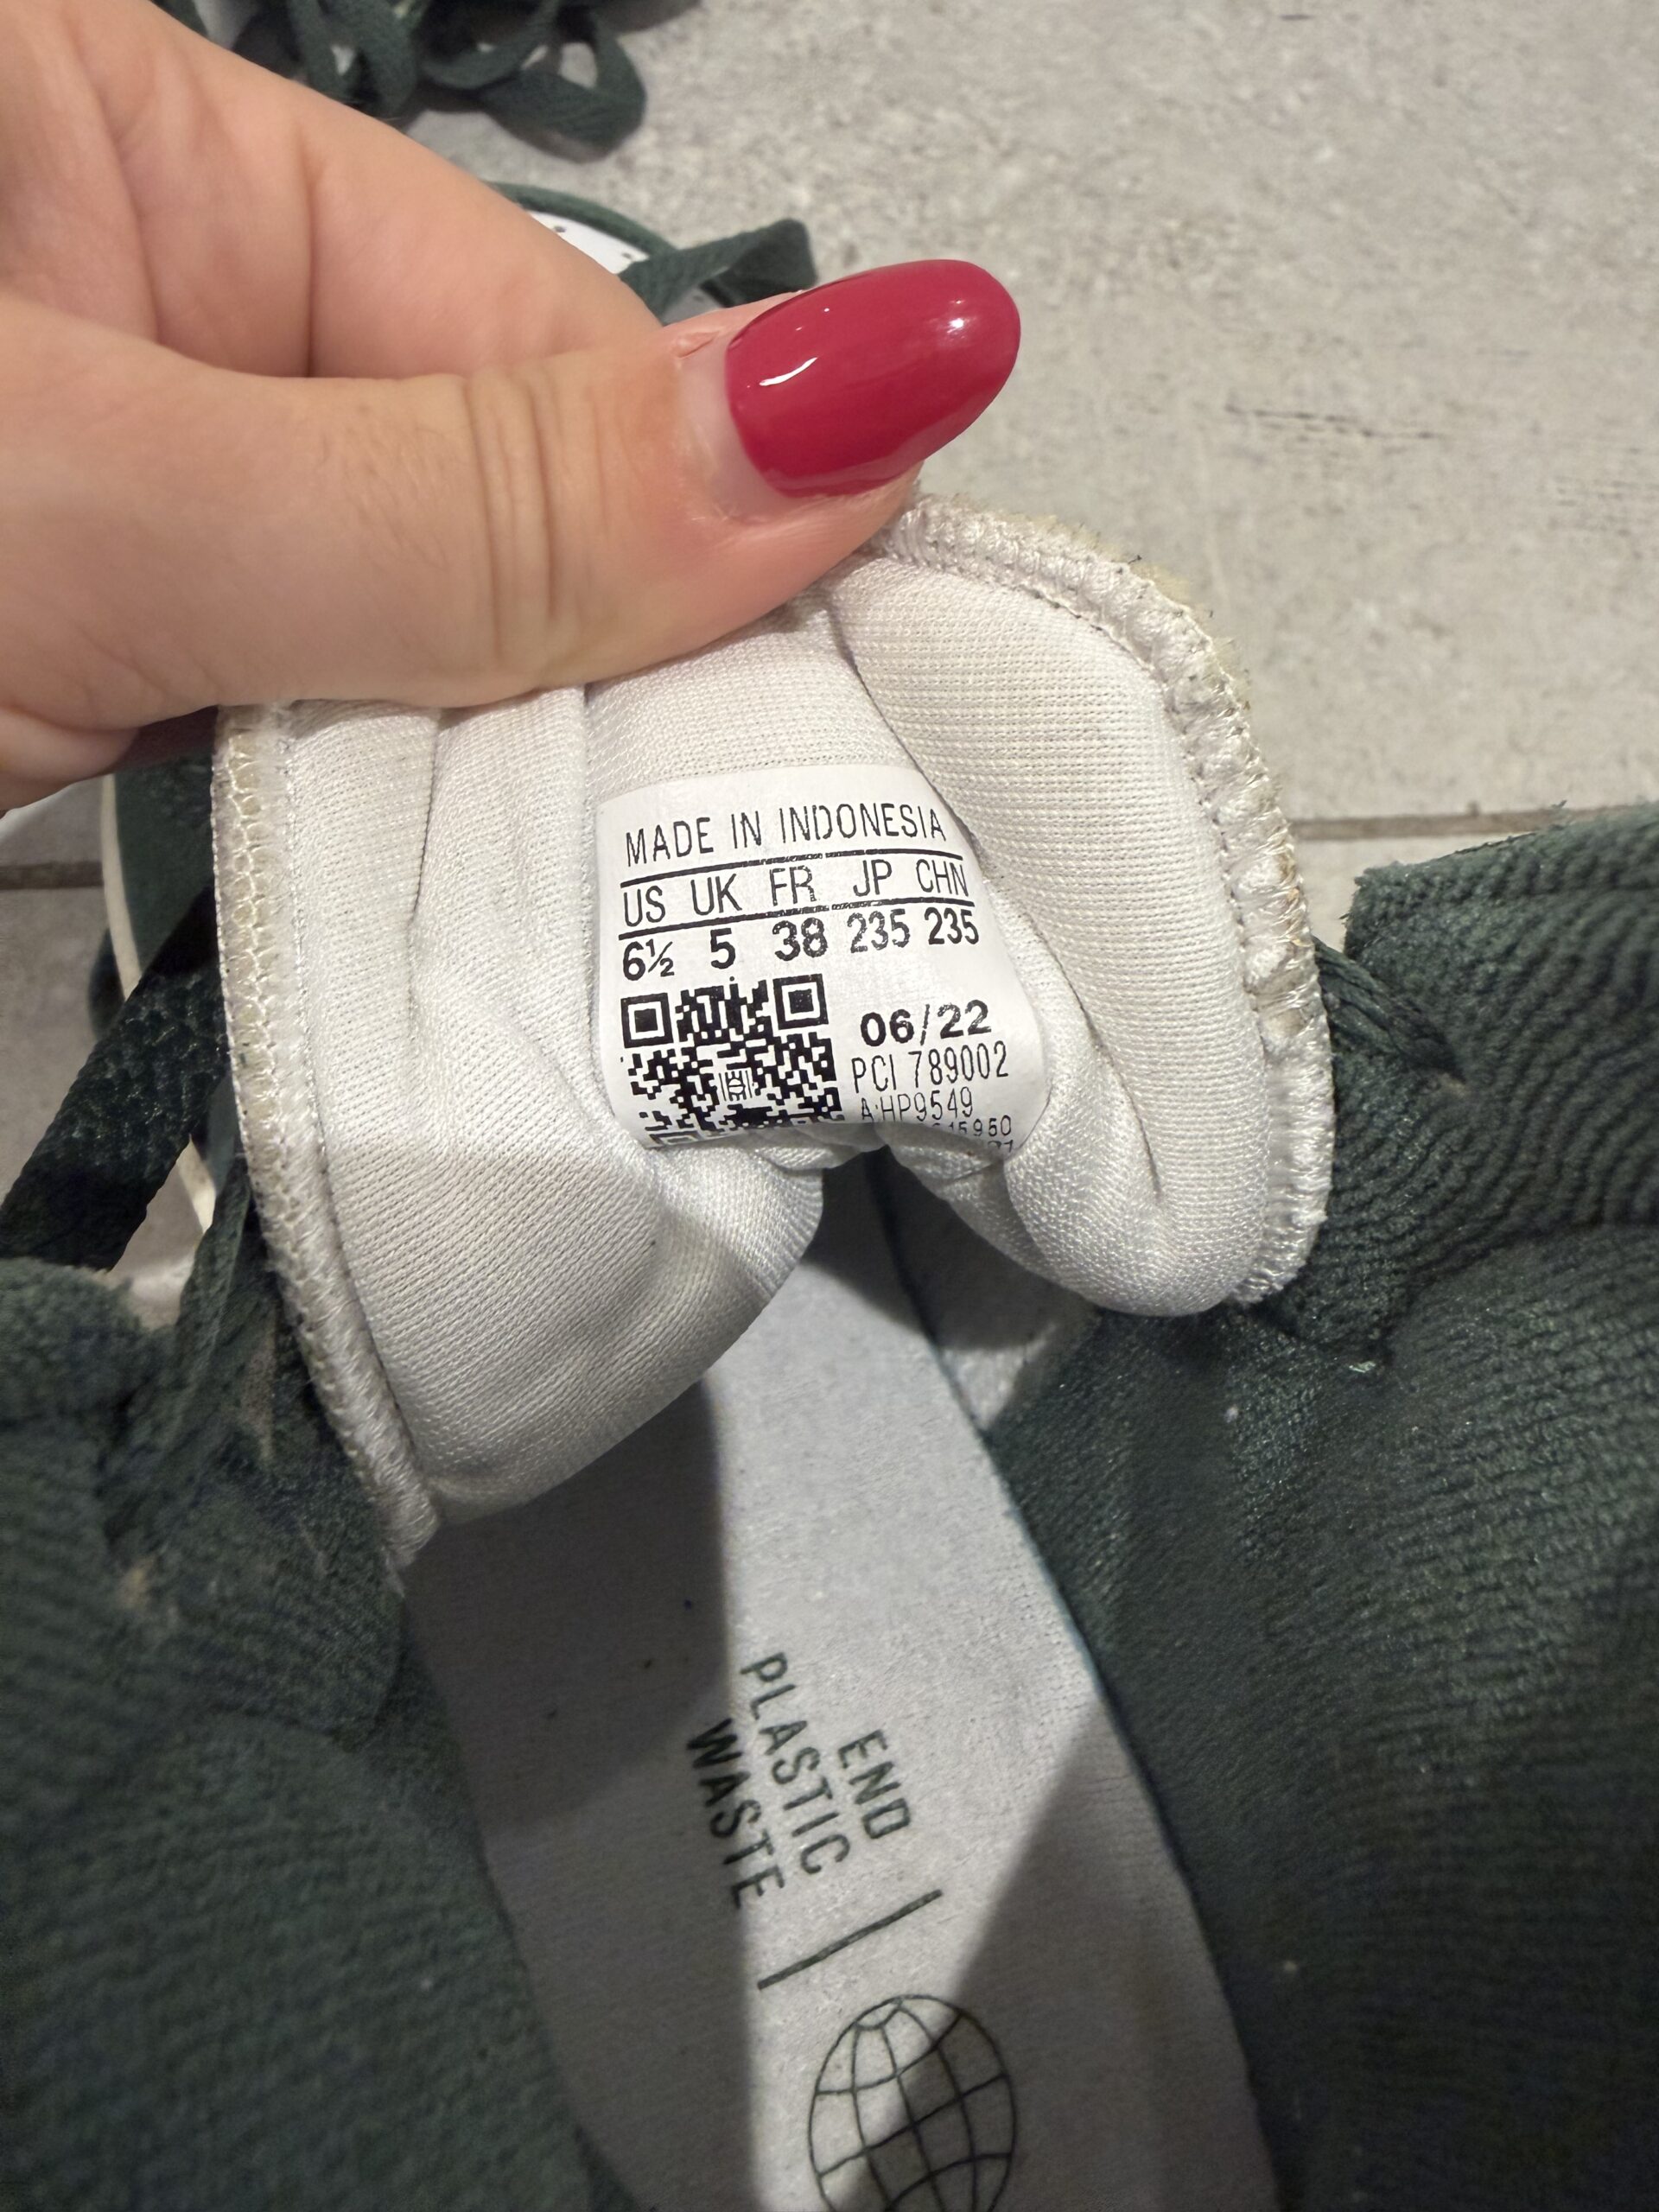 MADE IN INDONESIA
US UK FR JP CHN
6½ 5 38 235 235
06/22
PCI 789002
A:HP9549
END
PLASTIC
WASTE